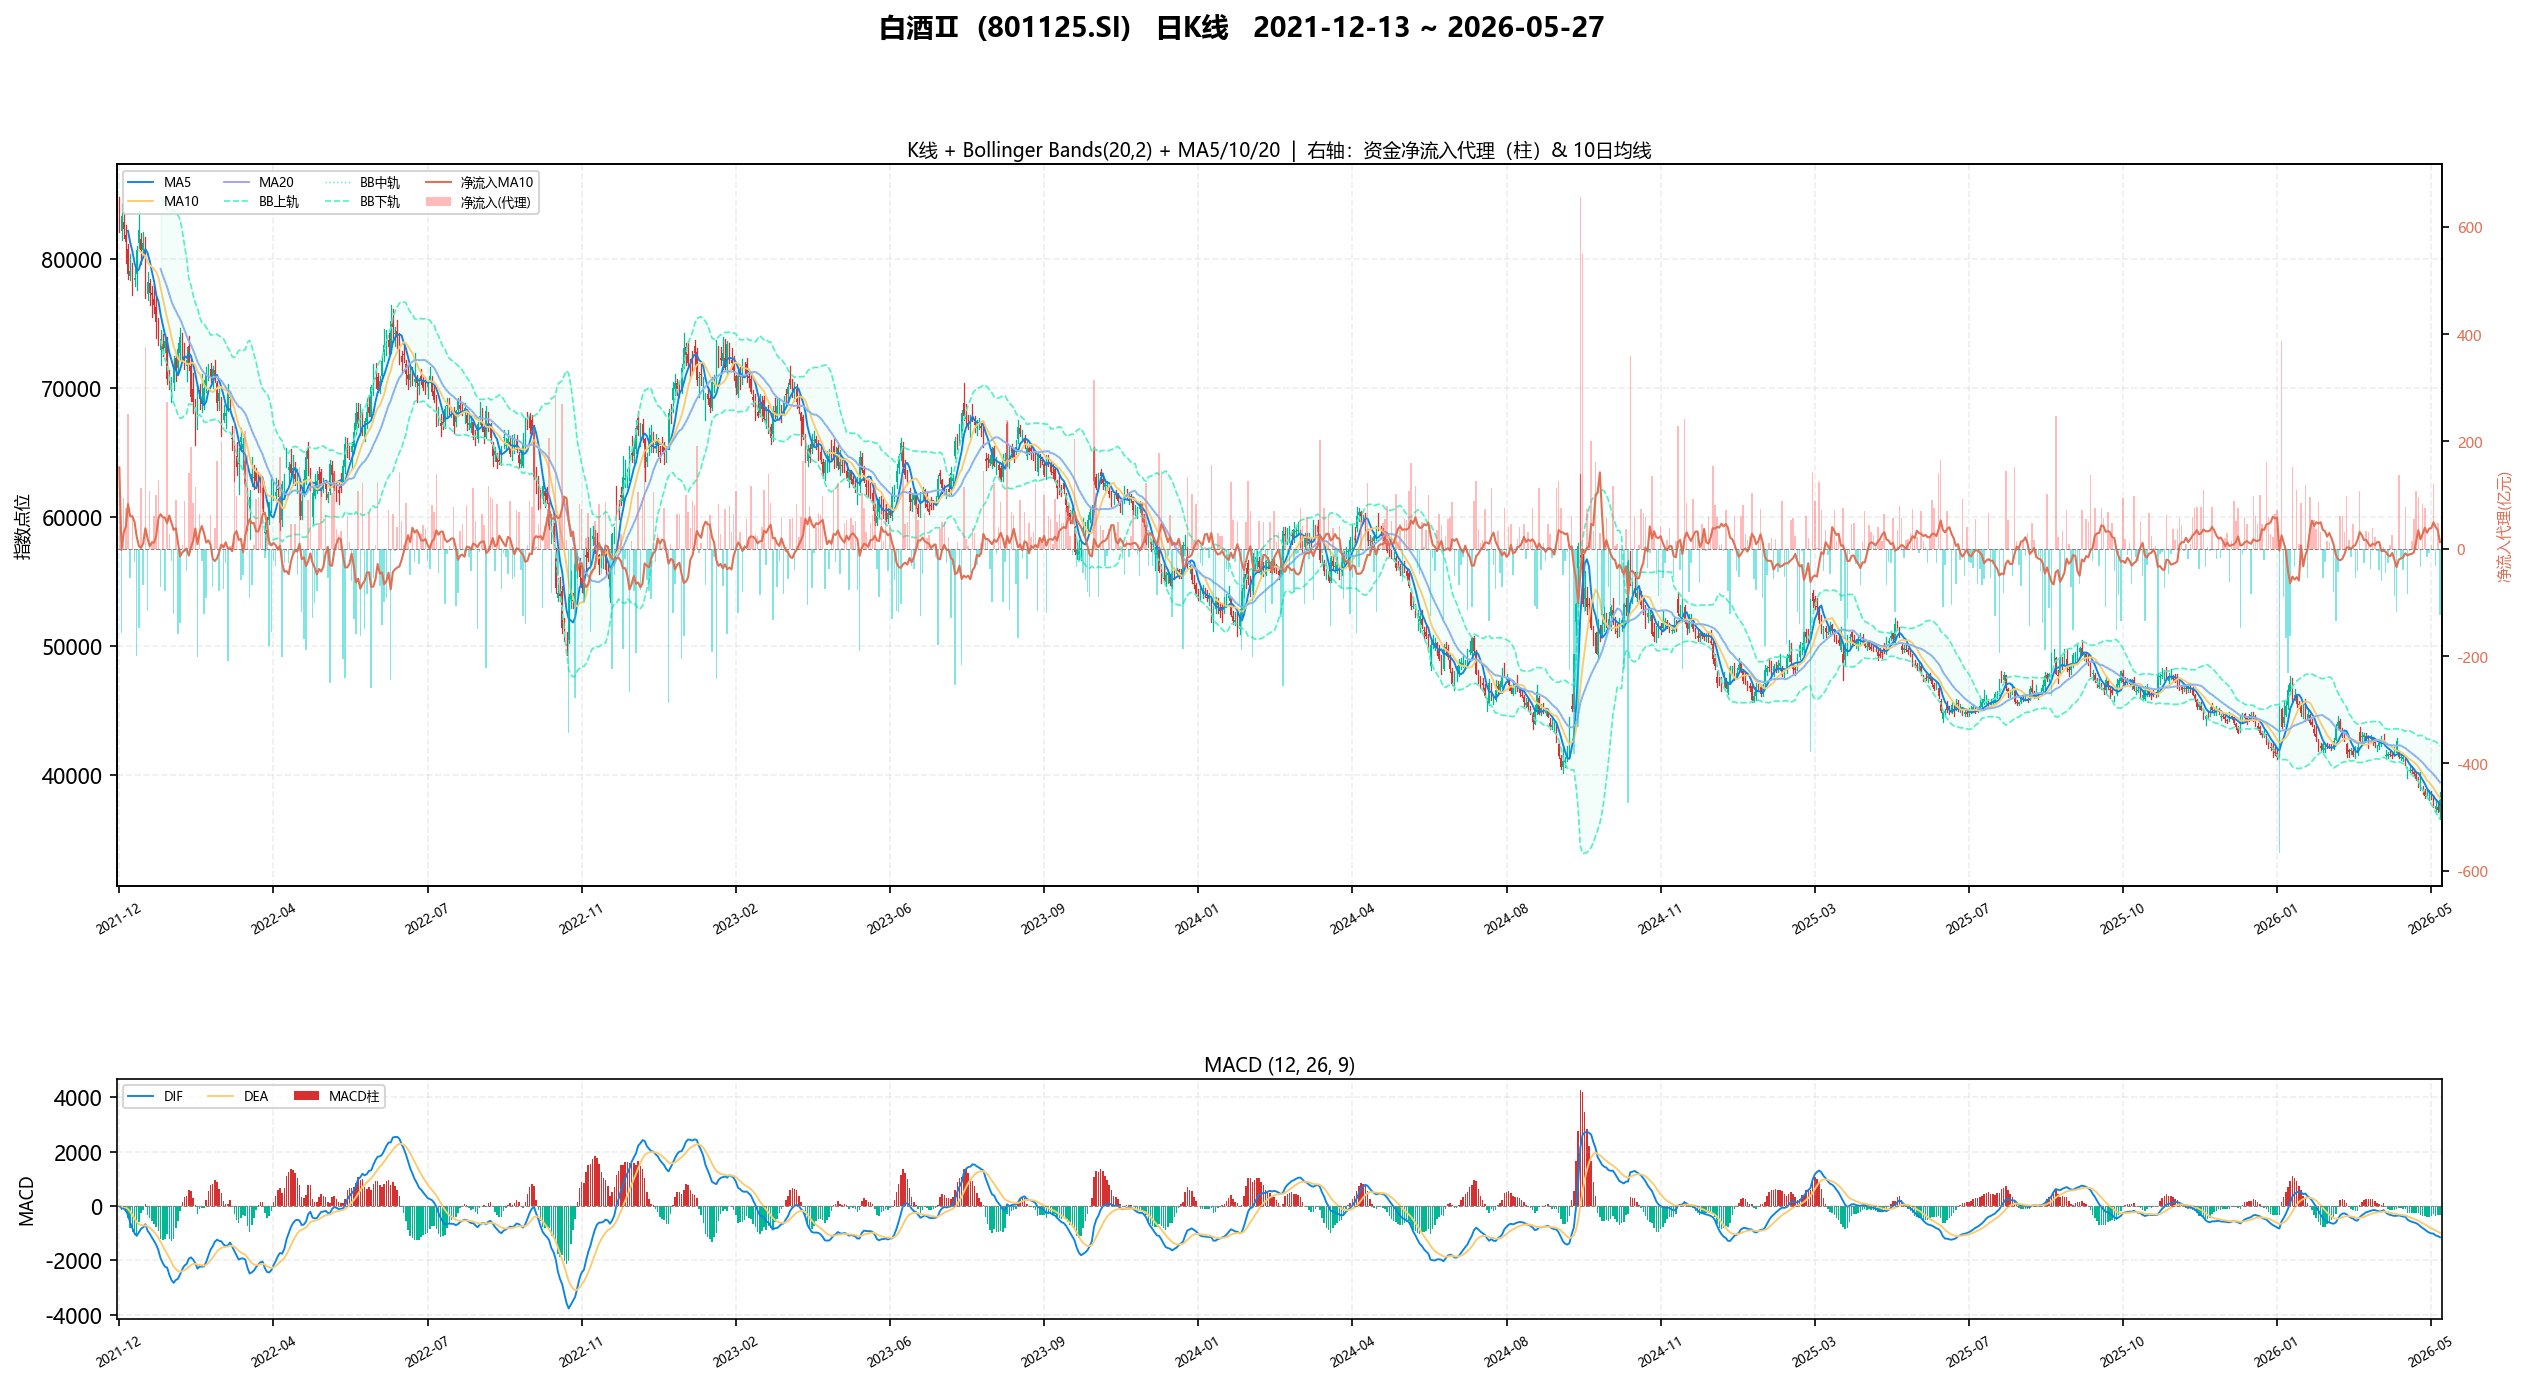 白酒Ⅱ (801125.SI) 日K线 2021-12-13 ~ 2026-05-27
K线 + Bollinger Bands(20,2) + MA5/10/20 | 右轴：资金净流入代理（柱）& 10日均线
MA5 MA20 BB中轨 净流入MA10
MA10 BB上轨 BB下轨 净流入(代理)
指数点位
80000
70000
60000
50000
40000
600
400
200
0
-200
-400
-600
净流入代理(亿元)
2021-12 2022-04 2022-07 2022-11 2023-02 2023-06 2023-09 2024-01 2024-04 2024-08 2024-11 2025-03 2025-07 2025-10 2026-01 2026-05
MACD (12, 26, 9)
DIF DEA MACD柱
MACD
4000
2000
0
-2000
-4000
2021-12 2022-04 2022-07 2022-11 2023-02 2023-06 2023-09 2024-01 2024-04 2024-08 2024-11 2025-03 2025-07 2025-10 2026-01 2026-05